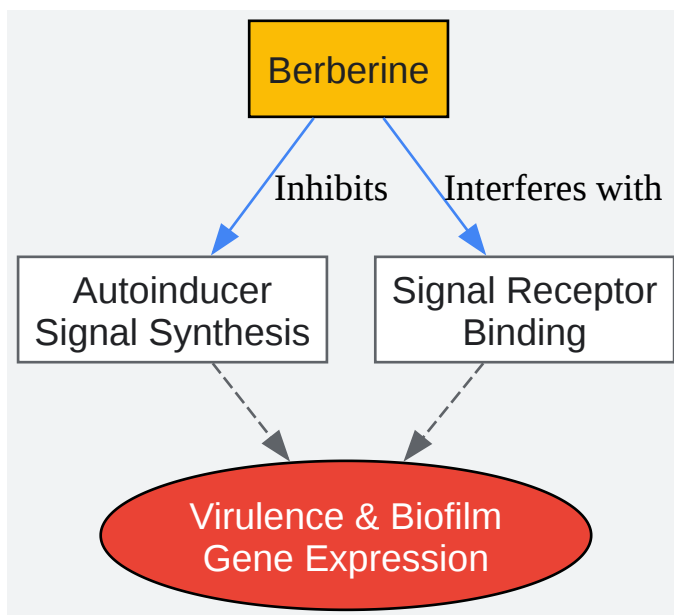 Berberine
Inhibits
Interferes with
Autoinducer
Signal Synthesis
Signal Receptor
Binding
Virulence & Biofilm
Gene Expression